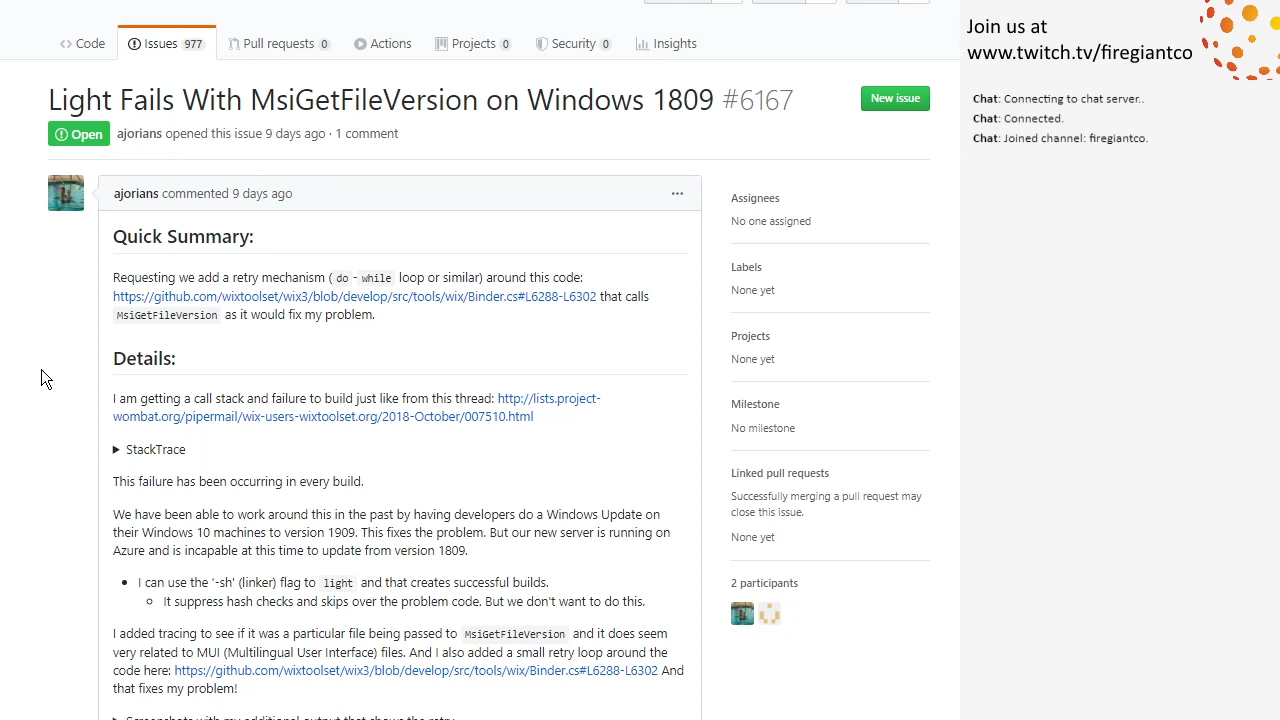 Join us at
www.twitch.tv/firegiantco
Code
Issues 977
Pull requests 0
Actions
Projects 0
Security 0
Insights
Light Fails With MsiGetFileVersion on Windows 1809 #6167
New issue
Open
ajorians opened this issue 9 days ago · 1 comment
Chat: Connecting to chat server..
Chat: Connected.
Chat: Joined channel: firegiantco.
ajorians commented 9 days ago
Quick Summary:
Requesting we add a retry mechanism ( do - while loop or similar) around this code:
https://github.com/wixtoolset/wix3/blob/develop/src/tools/wix/Binder.cs#L6288-L6302 that calls
MsiGetFileVersion as it would fix my problem.
Details:
I am getting a call stack and failure to build just like from this thread: http://lists.project-
wombat.org/pipermail/wix-users-wixtoolset.org/2018-October/007510.html
StackTrace
This failure has been occurring in every build.
We have been able to work around this in the past by having developers do a Windows Update on
their Windows 10 machines to version 1909. This fixes the problem. But our new server is running on
Azure and is incapable at this time to update from version 1809.
I can use the '-sh' (linker) flag to light and that creates successful builds.
It suppress hash checks and skips over the problem code. But we don't want to do this.
I added tracing to see if it was a particular file being passed to MsiGetFileVersion and it does seem
very related to MUI (Multilingual User Interface) files. And I also added a small retry loop around the
code here: https://github.com/wixtoolset/wix3/blob/develop/src/tools/wix/Binder.cs#L6288-L6302 And
that fixes my problem!
Screenshots with my additional output that shows the retry
Assignees
No one assigned
Labels
None yet
Projects
None yet
Milestone
No milestone
Linked pull requests
Successfully merging a pull request may
close this issue.
None yet
2 participants